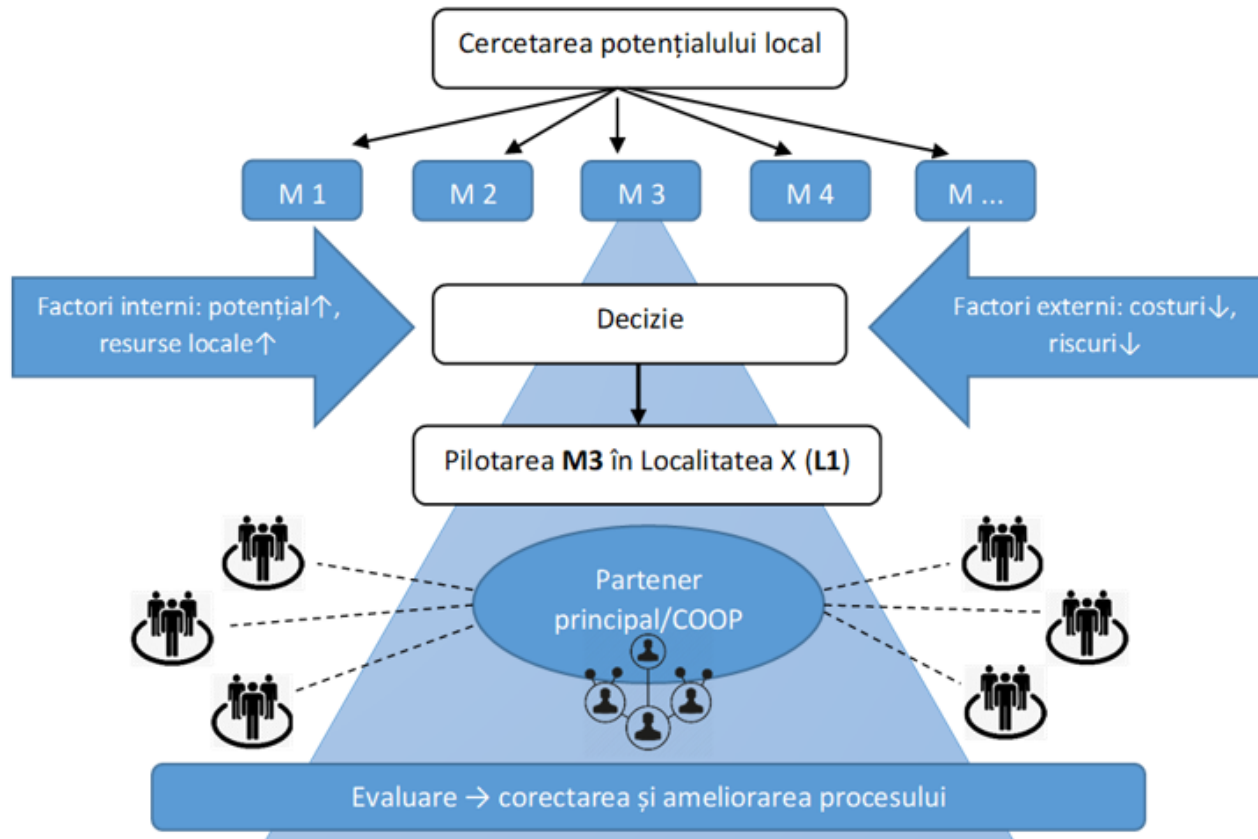 Cercetarea potențialului local
M 1
M 2
M 3
M 4
M ...
Factori interni: potențial↑,
resurse locale↑
Decizie
Factori externi: costuri↓,
riscuri↓
Pilotarea M3 în Localitatea X (L1)
Partener
principal/COOP
Evaluare → corectarea și ameliorarea procesului